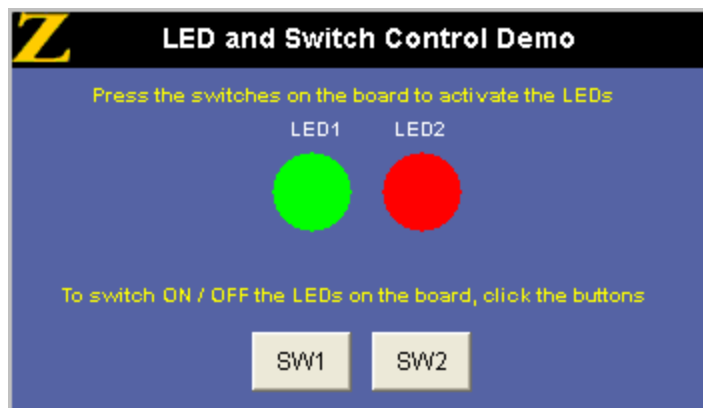 Z LED and Switch Control Demo
Press the switches on the board to activate the LEDs
LED1 LED2
To switch ON / OFF the LEDs on the board, click the buttons
SW1 SW2